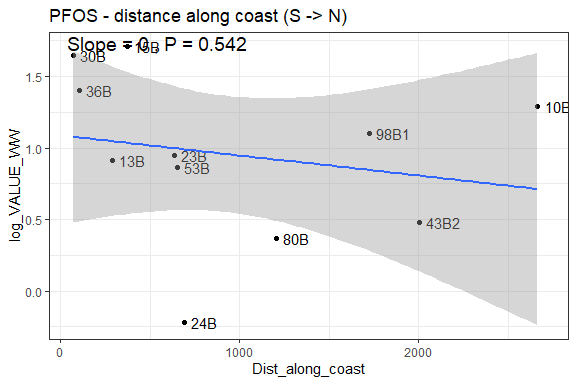 PFOS - distance along coast (S -> N)
Slope = 0, P = 0.542
15B
30B
36B
10B
98B1
23B
13B
53B
43B2
80B
24B
log_VALUE_WW
1.5
1.0
0.5
0.0
0
1000
2000
Dist_along_coast